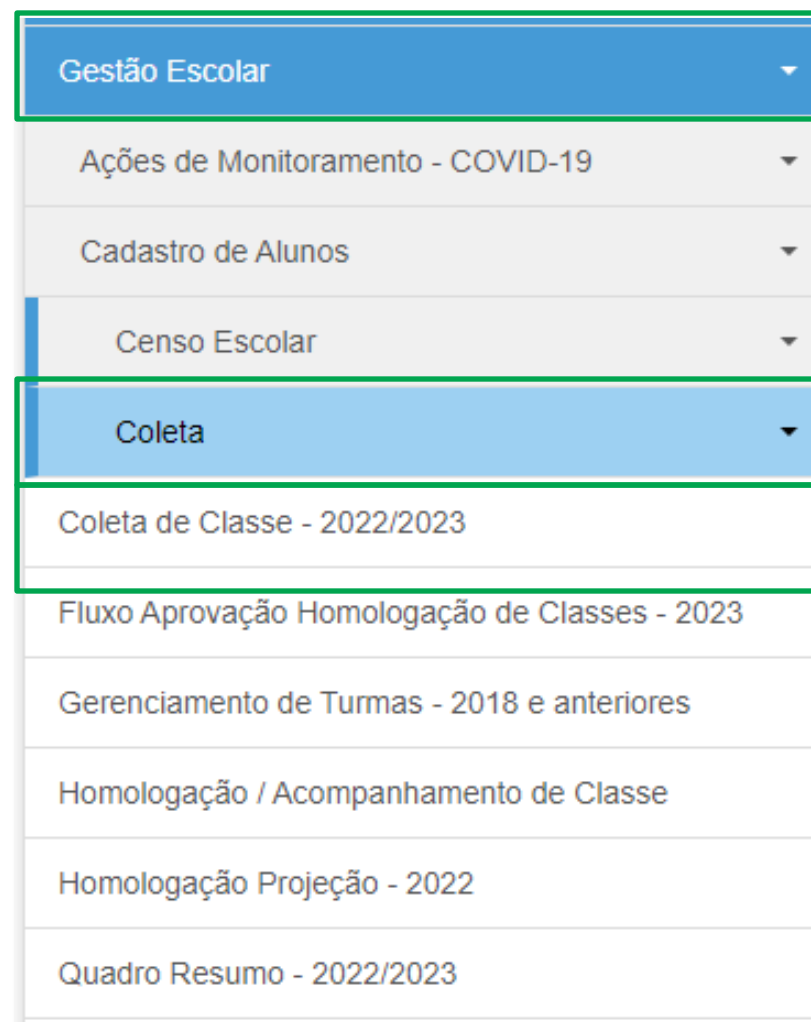 Gestão Escolar
Ações de Monitoramento - COVID-19
Cadastro de Alunos
Censo Escolar
Coleta
Coleta de Classe - 2022/2023
Fluxo Aprovação Homologação de Classes - 2023
Gerenciamento de Turmas - 2018 e anteriores
Homologação / Acompanhamento de Classe
Homologação Projeção - 2022
Quadro Resumo - 2022/2023